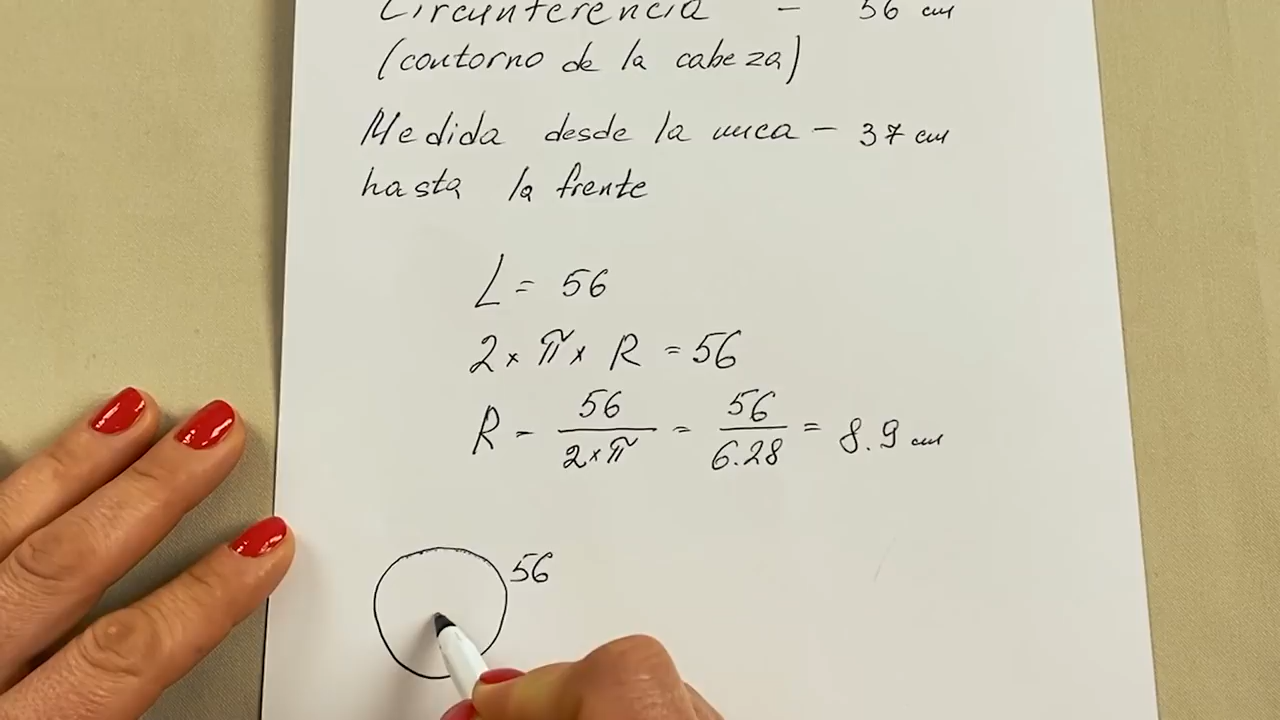 Circunferencia - 56 cm
(contorno de la cabeza)
Medida desde la nuca - 37 cm
hasta la frente
L = 56
2 × π × R = 56
R - 56 / 2×π = 56 / 6.28 = 8.9 cm
56